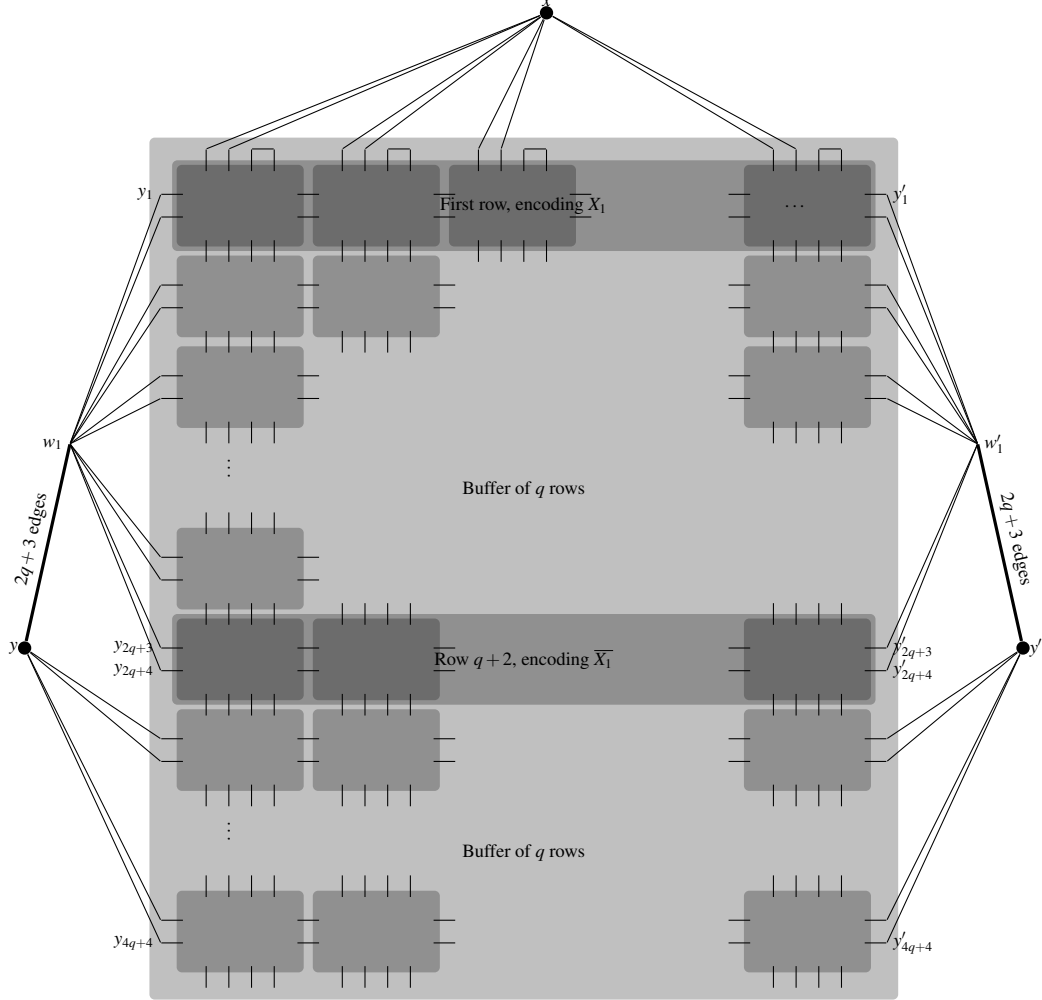 x
y₁
First row, encoding X₁
…
y′₁
⋮
w₁
w′₁
Buffer of q rows
2q + 3 edges
2q + 3 edges
y
y₂q₊₃
y₂q₊₄
Row q + 2, encoding X̅₁
y′₂q₊₃
y′₂q₊₄
y′
⋮
Buffer of q rows
y₄q₊₄
y′₄q₊₄